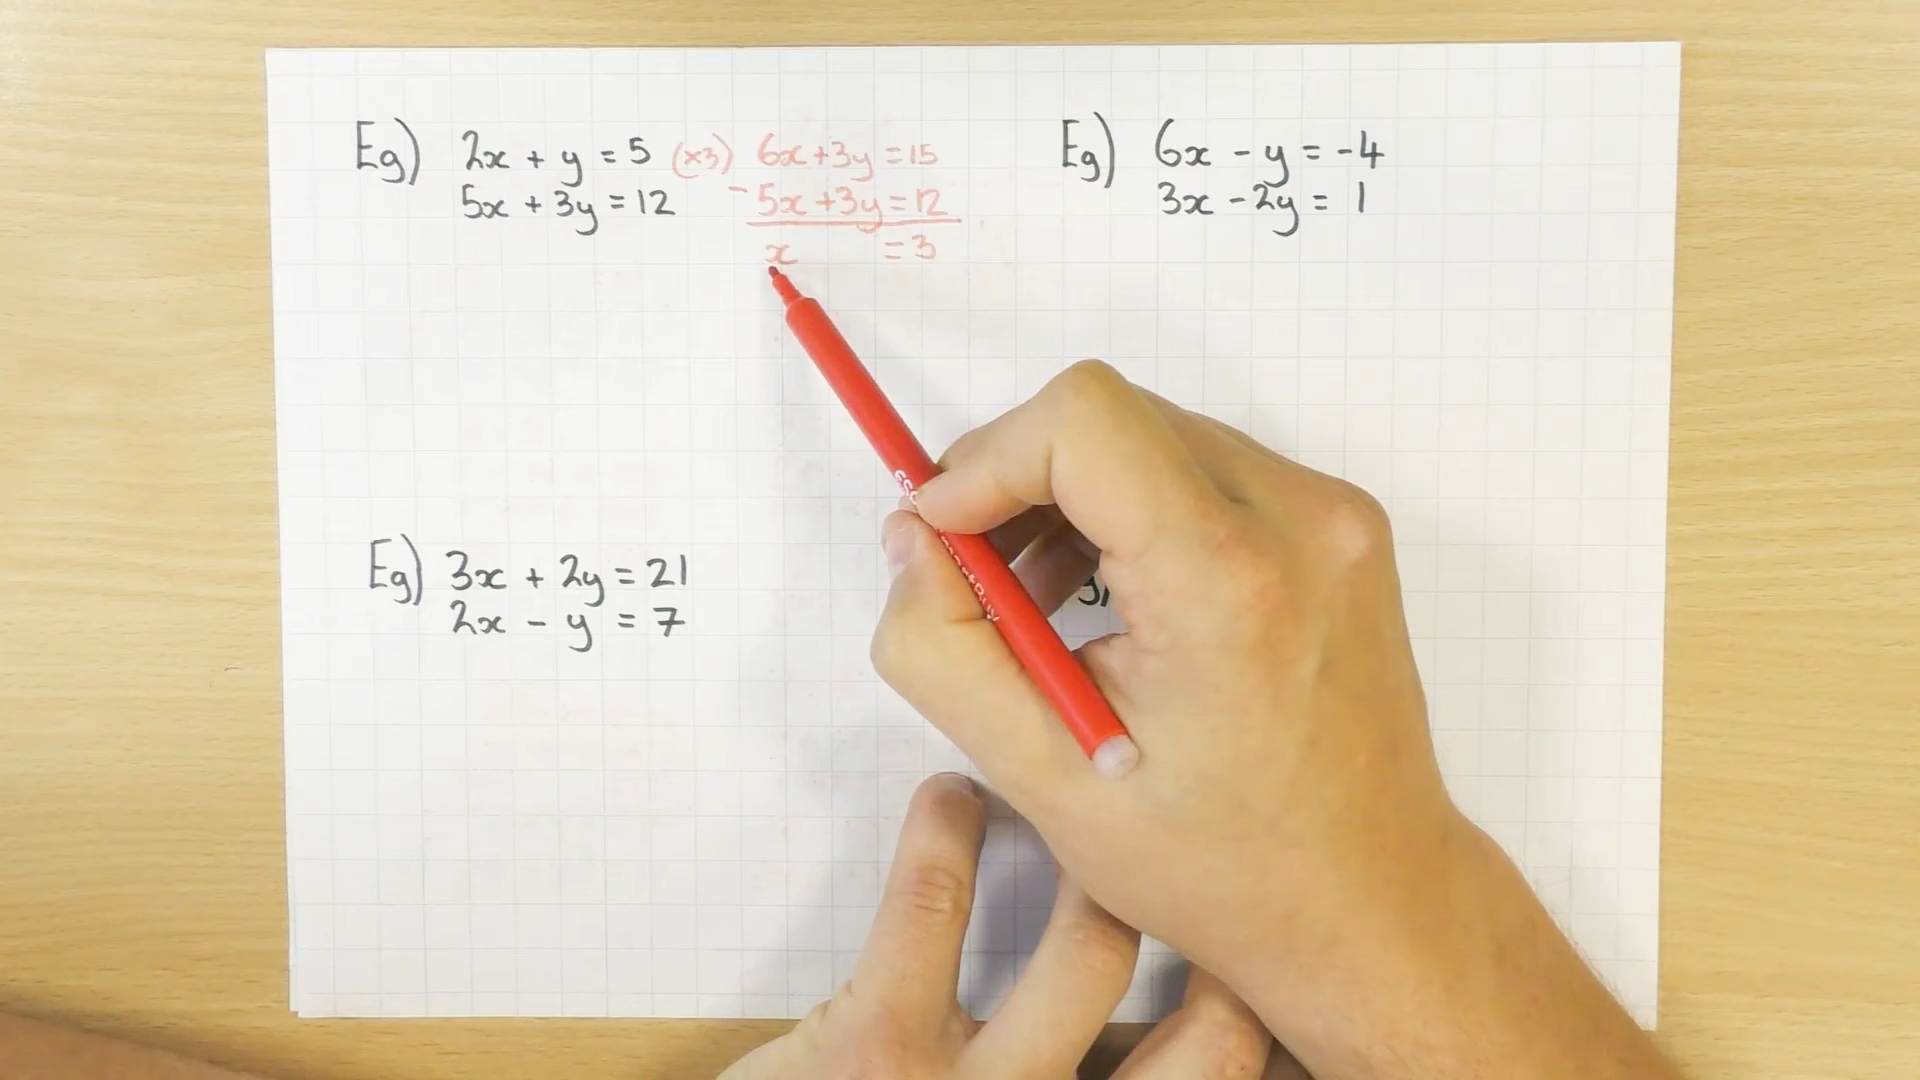 Eg) 2x + y = 5 (×3) 6x + 3y = 15
5x + 3y = 12 - 5x + 3y = 12
x = 3
Eg) 6x - y = -4
3x - 2y = 1
Eg) 3x + 2y = 21
2x - y = 7